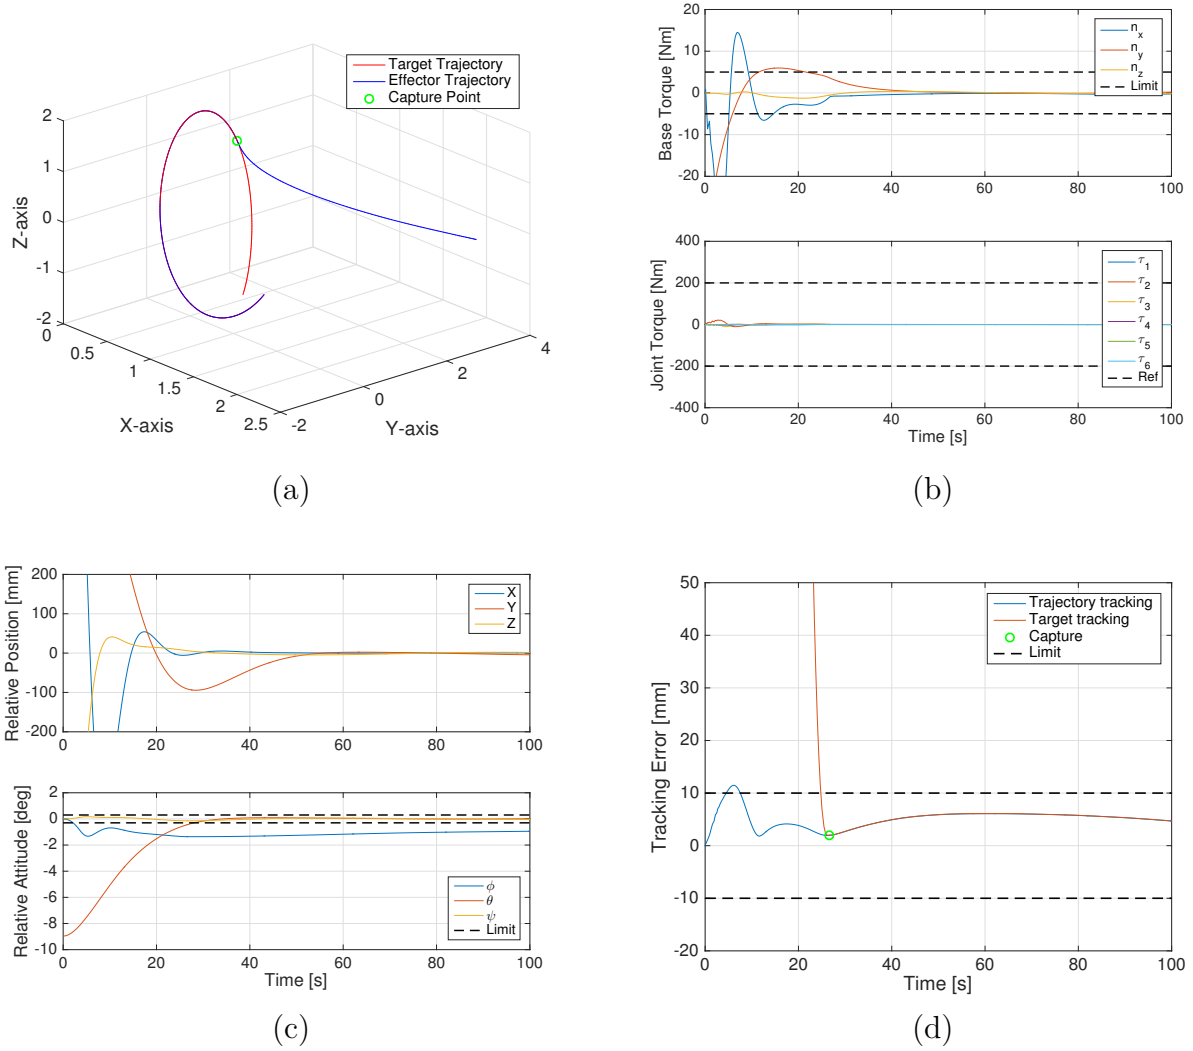 Target Trajectory
Effector Trajectory
Capture Point
2
1
0
-1
-2
Z-axis
0
0.5
1
1.5
2
2.5
X-axis
-2
0
2
4
Y-axis
(a)
20
10
0
-10
-20
Base Torque [Nm]
n_x
n_y
n_z
Limit
0 20 40 60 80 100
400
200
0
-200
-400
Joint Torque [Nm]
τ_1
τ_2
τ_3
τ_4
τ_5
τ_6
Ref
0 20 40 60 80 100
Time [s]
(b)
200
100
0
-100
-200
Relative Position [mm]
X
Y
Z
0 20 40 60 80 100
2
0
-2
-4
-6
-8
-10
Relative Attitude [deg]
ϕ
θ
ψ
Limit
0 20 40 60 80 100
Time [s]
(c)
50
40
30
20
10
0
-10
-20
Tracking Error [mm]
Trajectory tracking
Target tracking
Capture
Limit
0 20 40 60 80 100
Time [s]
(d)